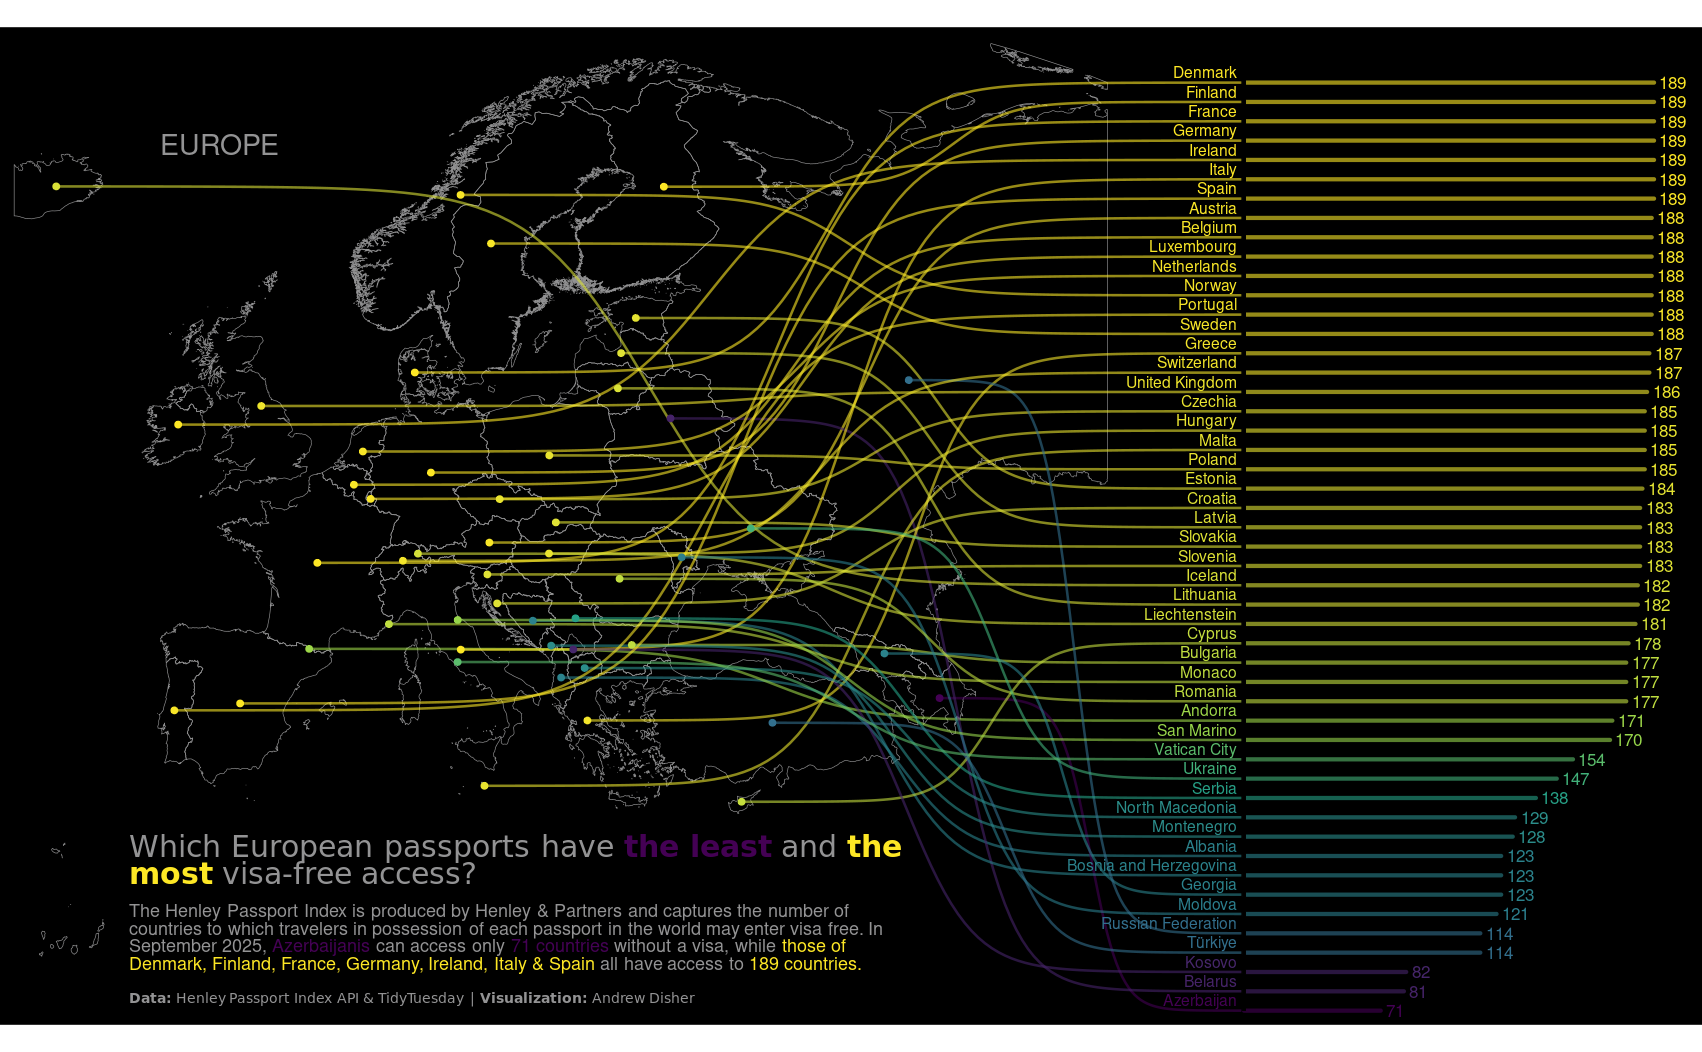 EUROPE
Denmark
189
Finland
189
France
189
Germany
189
Ireland
189
Italy
189
Spain
189
Austria
188
Belgium
188
Luxembourg
188
Netherlands
188
Norway
188
Portugal
188
Sweden
188
Greece
187
Switzerland
187
United Kingdom
186
Czechia
185
Hungary
185
Malta
185
Poland
185
Estonia
184
Croatia
183
Latvia
183
Slovakia
183
Slovenia
183
Iceland
182
Lithuania
182
Liechtenstein
181
Cyprus
178
Bulgaria
177
Monaco
177
Romania
177
Andorra
171
San Marino
170
Vatican City
154
Ukraine
147
Serbia
138
North Macedonia
129
Montenegro
128
Albania
123
Bosnia and Herzegovina
123
Georgia
123
Moldova
121
Russian Federation
114
Türkiye
114
Kosovo
82
Belarus
81
Azerbaijan
71
Which European passports have the least and the
most visa-free access?
The Henley Passport Index is produced by Henley & Partners and captures the number of
countries to which travelers in possession of each passport in the world may enter visa free. In
September 2025, Azerbaijanis can access only 71 countries without a visa, while those of
Denmark, Finland, France, Germany, Ireland, Italy & Spain all have access to 189 countries.
Data: Henley Passport Index API & TidyTuesday | Visualization: Andrew Disher